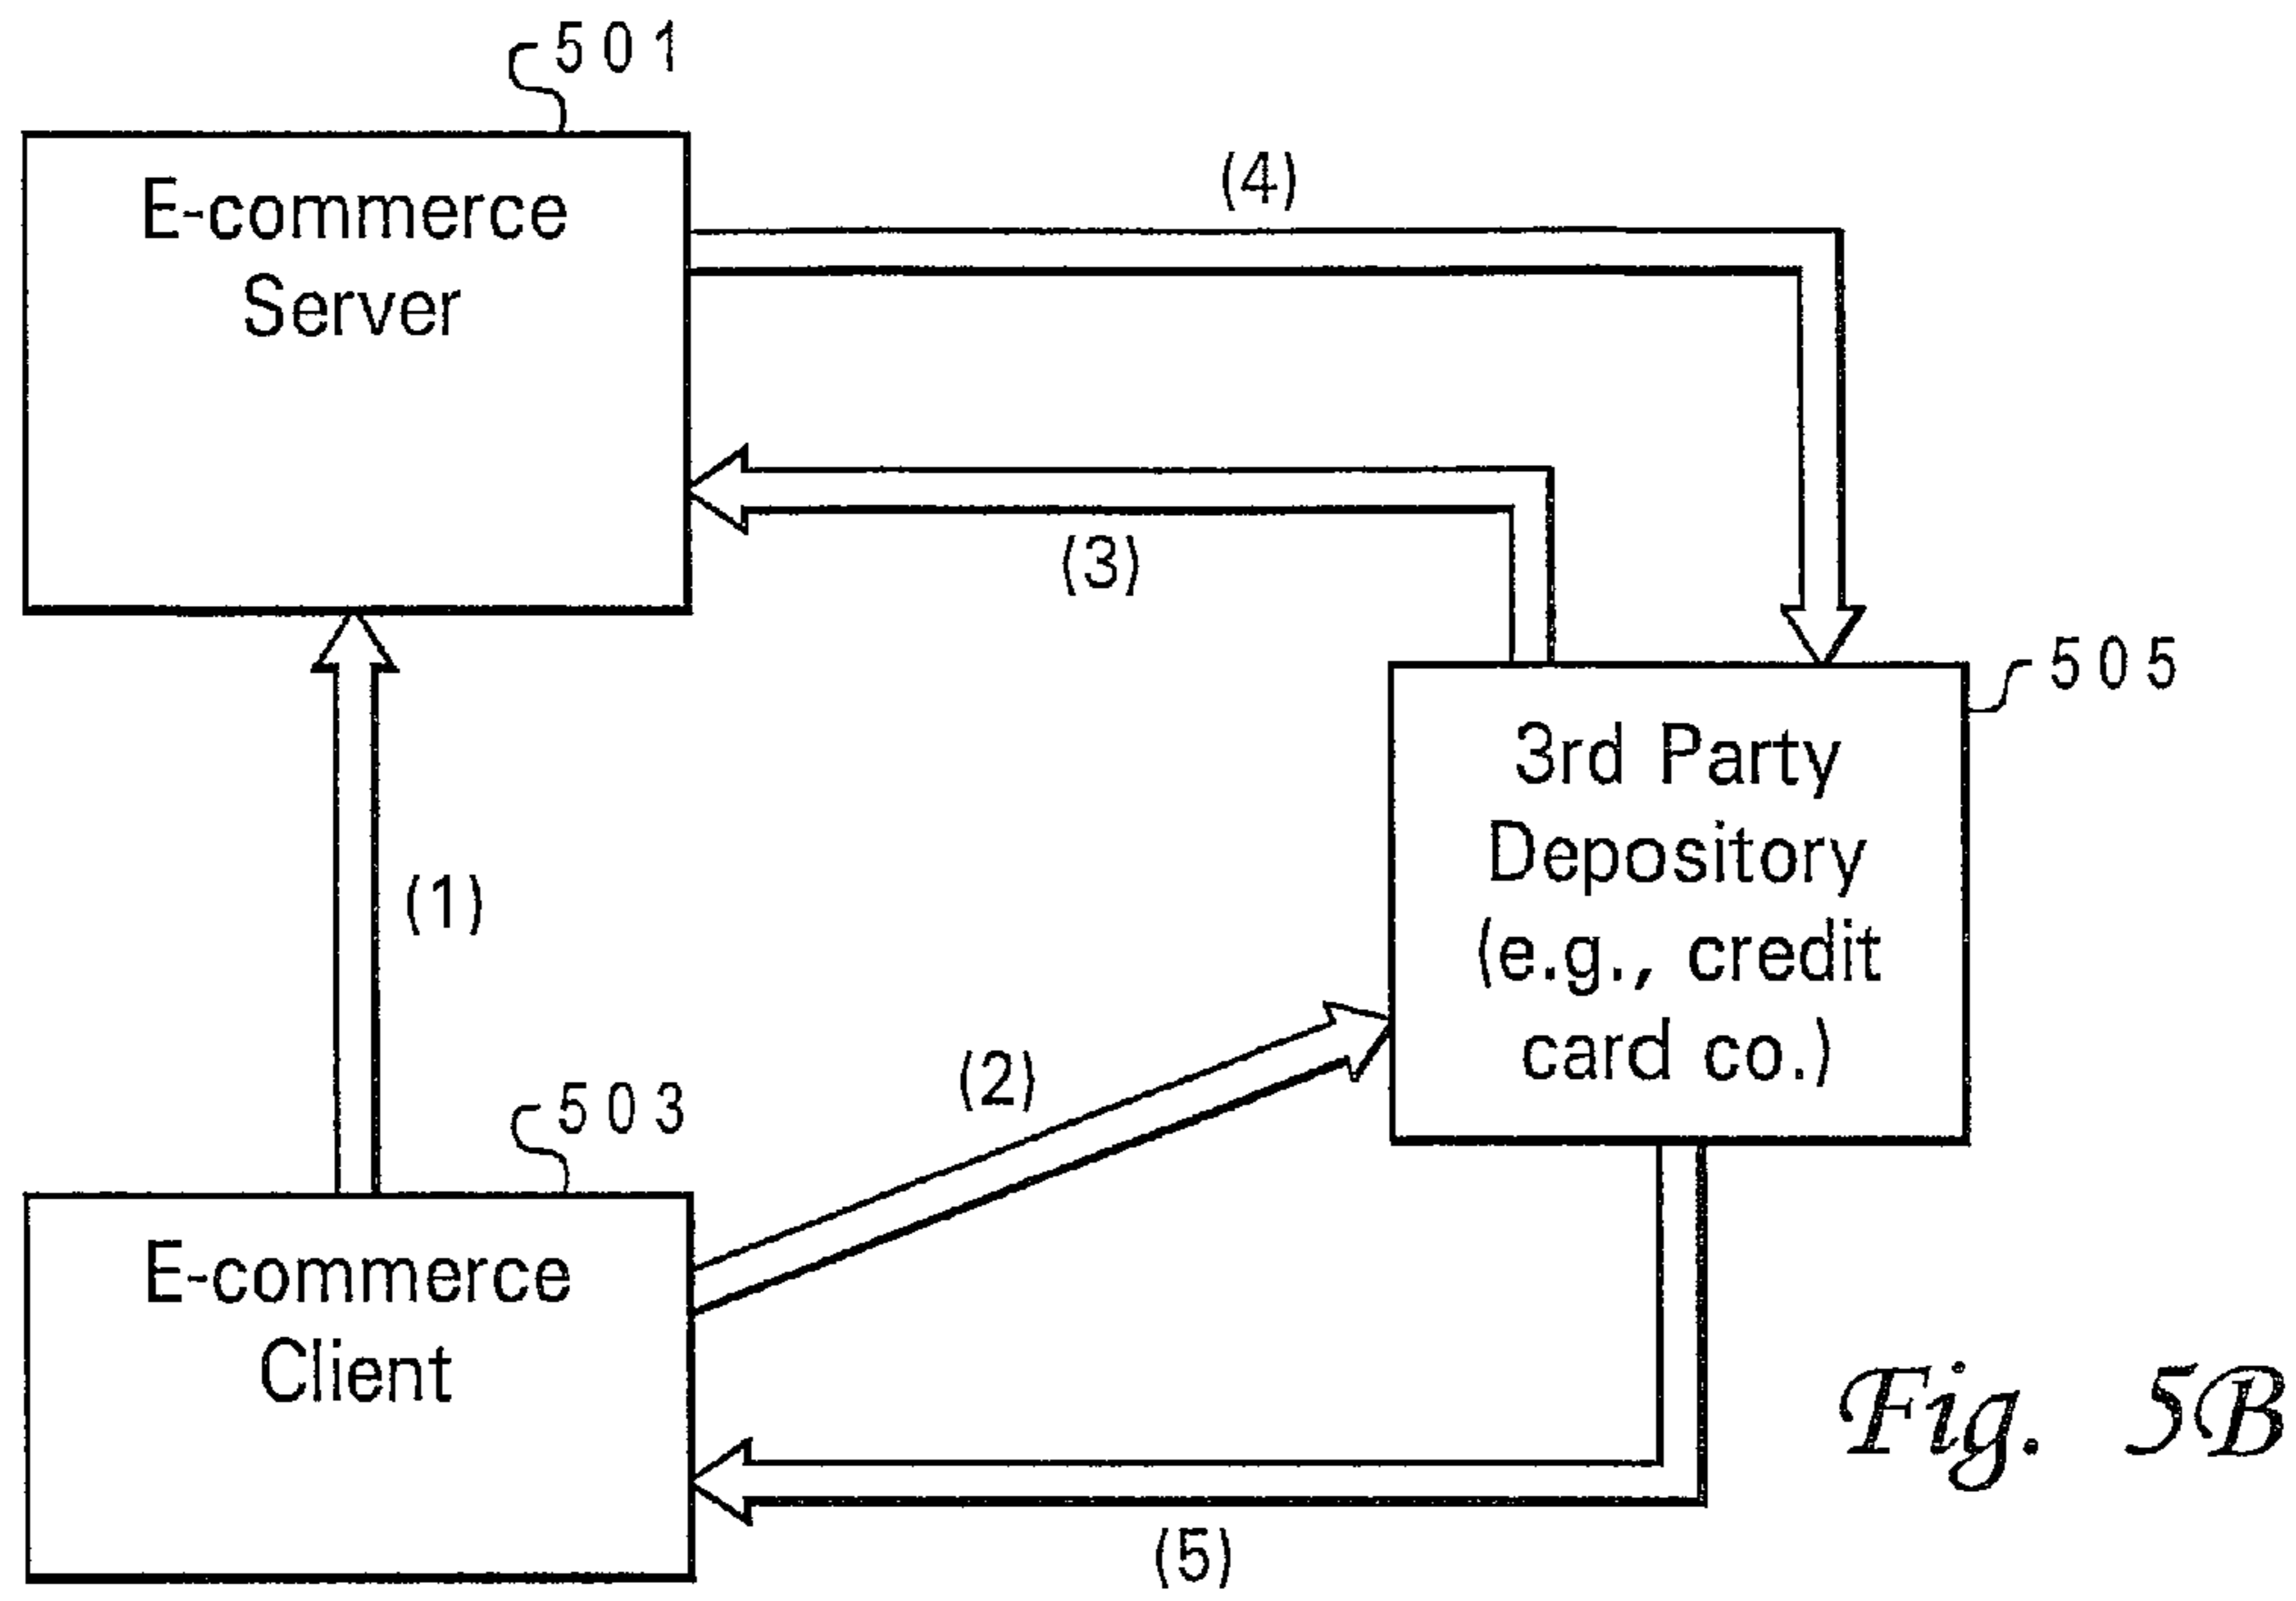 501
E-commerce
Server
(4)
(3)
505
3rd Party
Depository
(e.g., credit
card co.)
(1)
(2)
503
E-commerce
Client
(5)
Fig. 5B